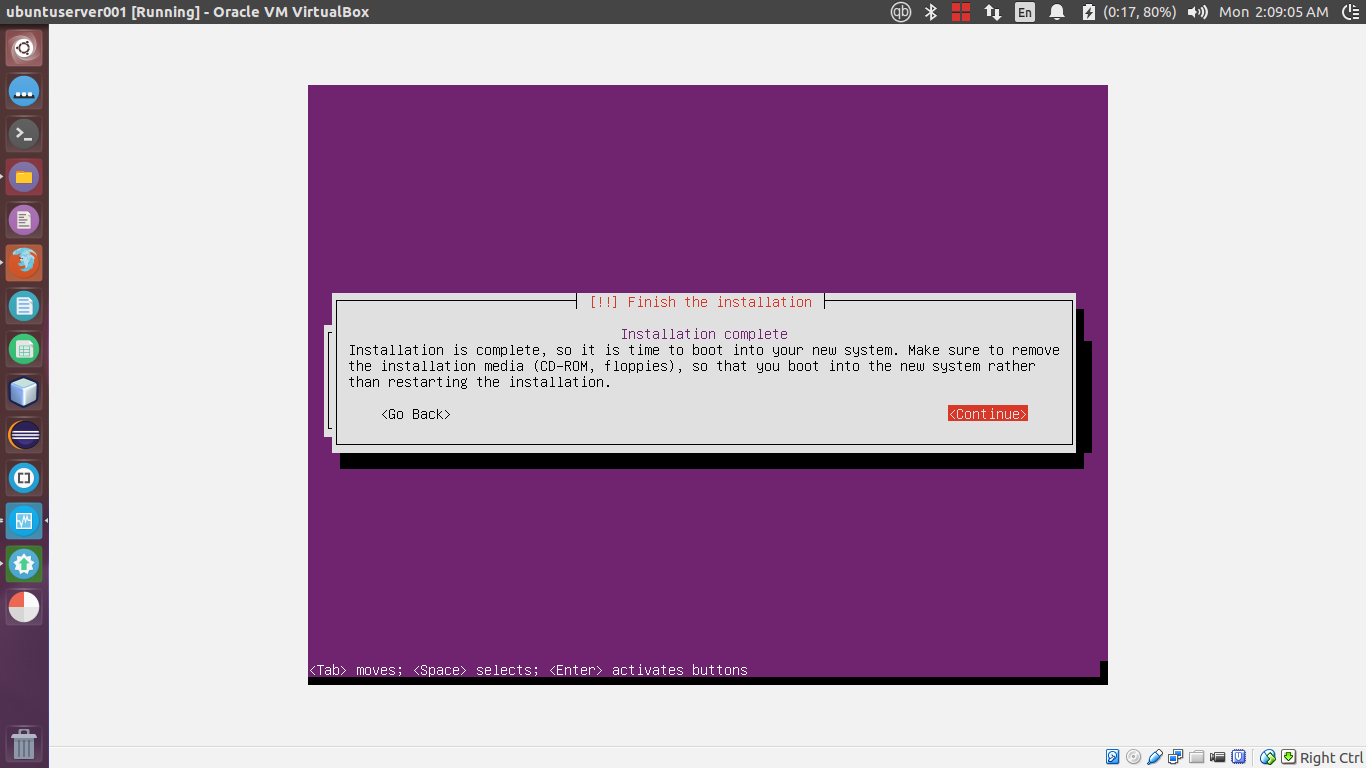 ubuntuserver001 [Running] - Oracle VM VirtualBox
qb En (0:17, 80%) Mon 2:09:05 AM
[!!] Finish the installation
Installation complete
Installation is complete, so it is time to boot into your new system. Make sure to remove
the installation media (CD-ROM, floppies), so that you boot into the new system rather
than restarting the installation.
<Go Back> <Continue>
<Tab> moves; <Space> selects; <Enter> activates buttons
Right Ctrl